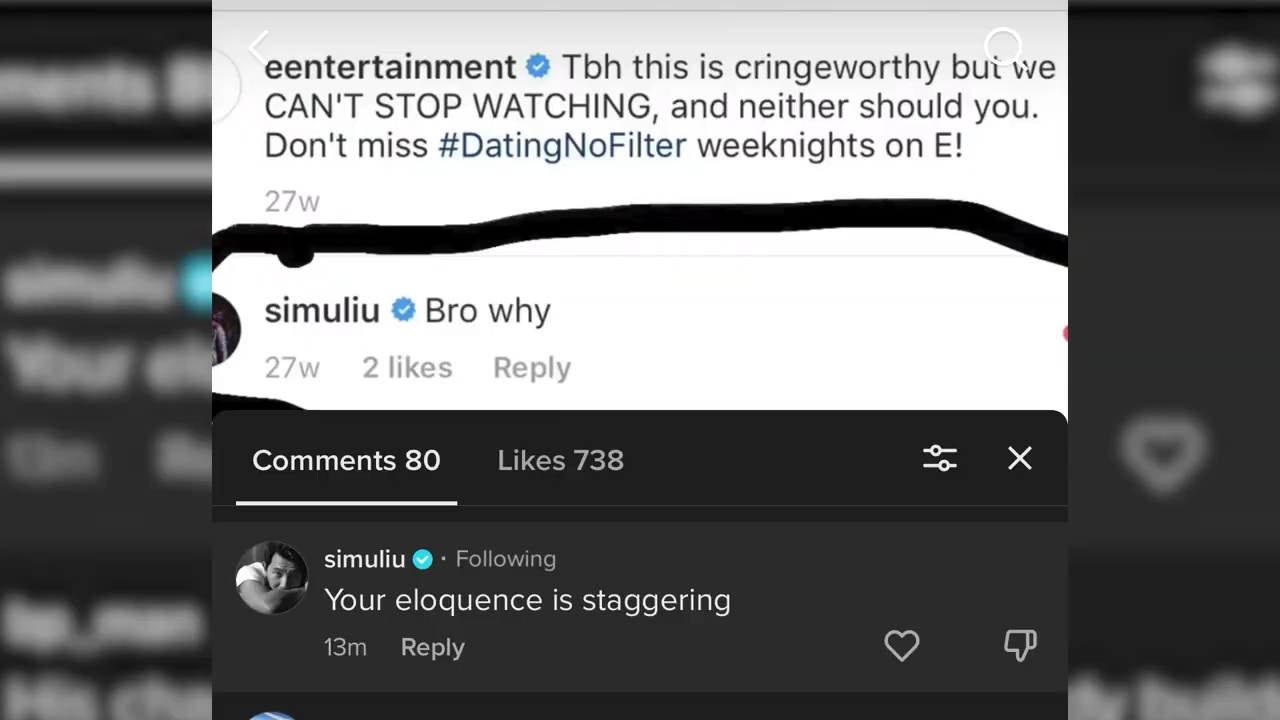 eentertainment Tbh this is cringeworthy but we
CAN'T STOP WATCHING, and neither should you.
Don't miss #DatingNoFilter weeknights on E!
27w
simuliu Bro why
27w 2 likes Reply
Comments 80 Likes 738
simuliu · Following
Your eloquence is staggering
13m Reply